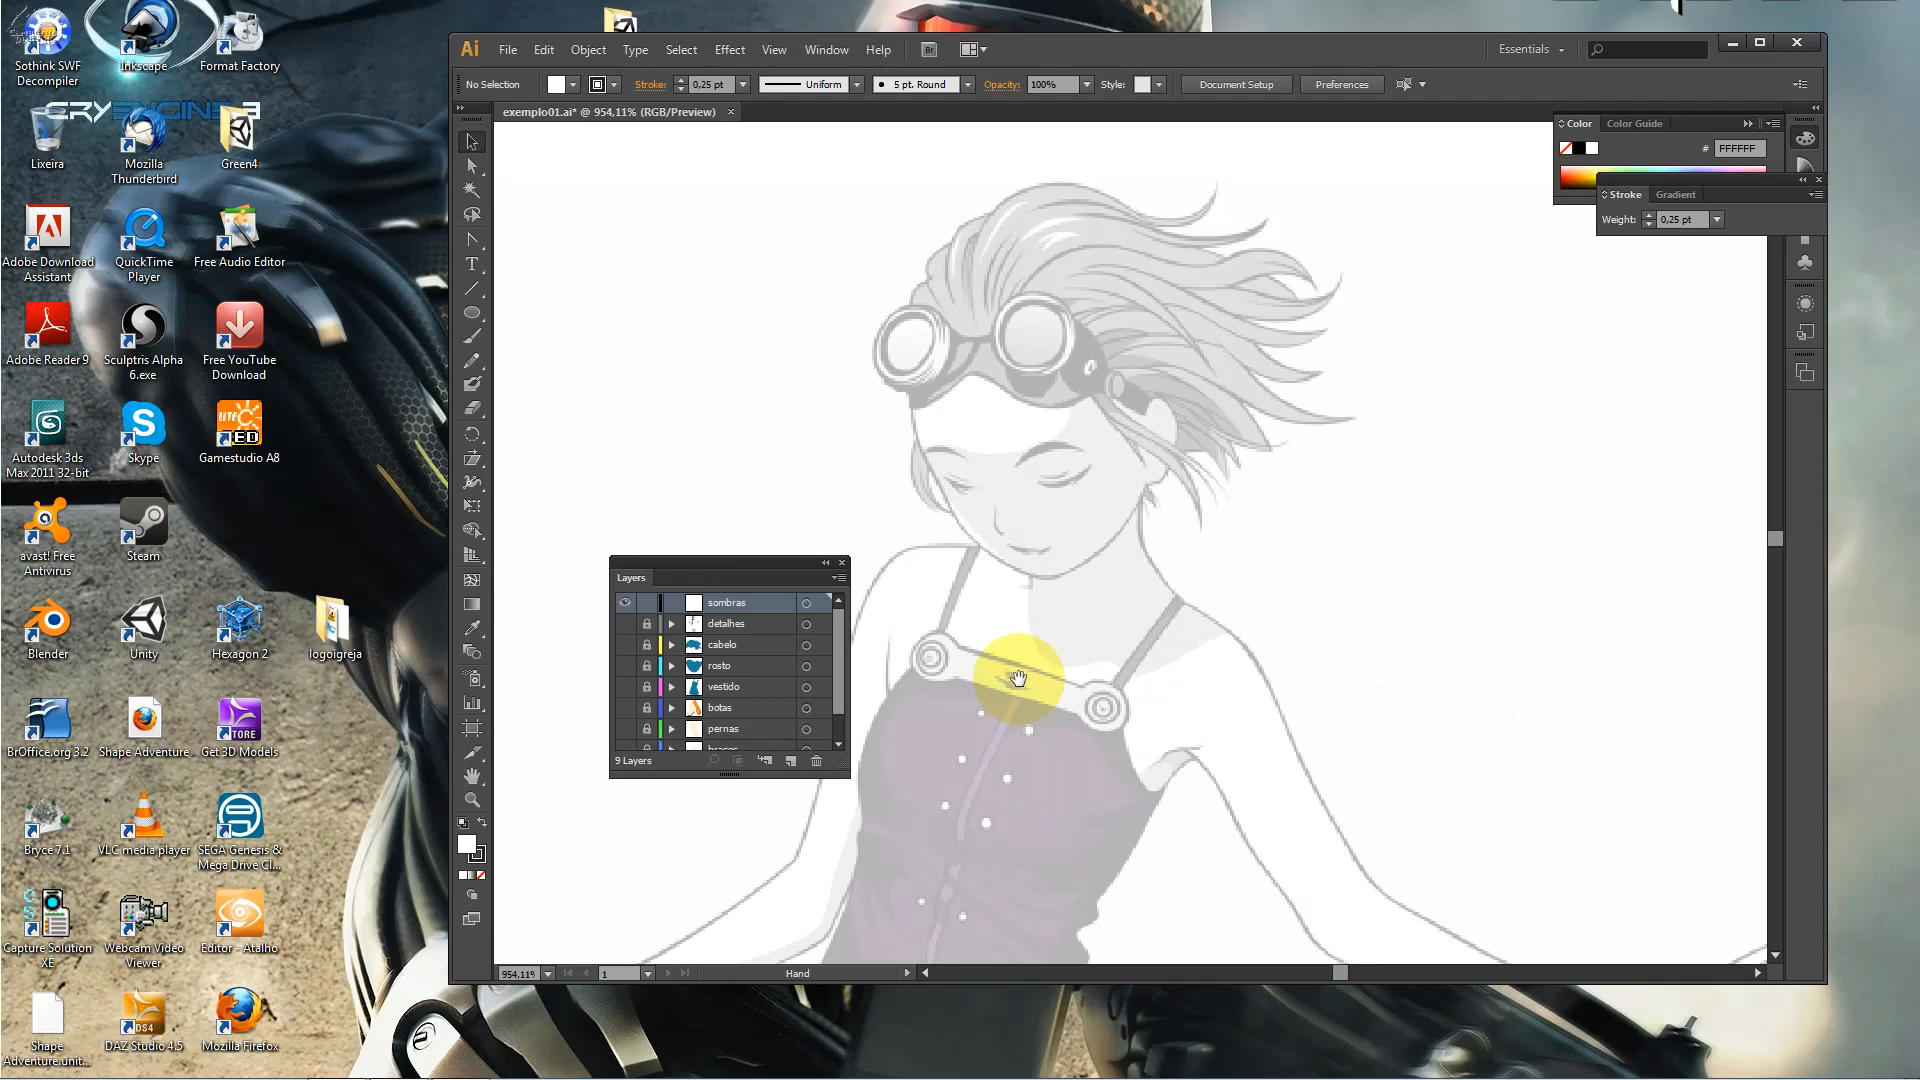 Sothink SWF
Decompiler
Inkscape
Format Factory
CRYENGINE 3
Lixeira
Mozilla
Thunderbird
Green4
Adobe Download
Assistant
QuickTime
Player
Free Audio Editor
Adobe Reader 9
Sculptris Alpha
6.exe
Free YouTube
Download
Autodesk 3ds
Max 2011 32-bit
Skype
Gamestudio A8
avast! Free
Antivirus
Steam
Blender
Unity
Hexagon 2
logoigreja
BrOffice.org 3.2
Shape Adventure
Get 3D Models
Bryce 7.1
VLC media player
SEGA Genesis &
Mega Drive Cl...
Capture Solution
XE
Webcam Video
Viewer
Editor - Atalho
Shape
Adventure.unit...
DAZ Studio 4.5
Mozilla Firefox
Ai File Edit Object Type Select Effect View Window Help Br Essentials
No Selection Stroke: 0,25 pt Uniform 5 pt. Round Opacity: 100% Style: Document Setup Preferences
exemplo01.ai* @ 954,11% (RGB/Preview)
Color Color Guide
# FFFFFF
Stroke Gradient
Weight: 0,25 pt
Layers
sombras
detalhes
cabelo
rosto
vestido
botas
pernas
9 Layers
954,11% 1 Hand